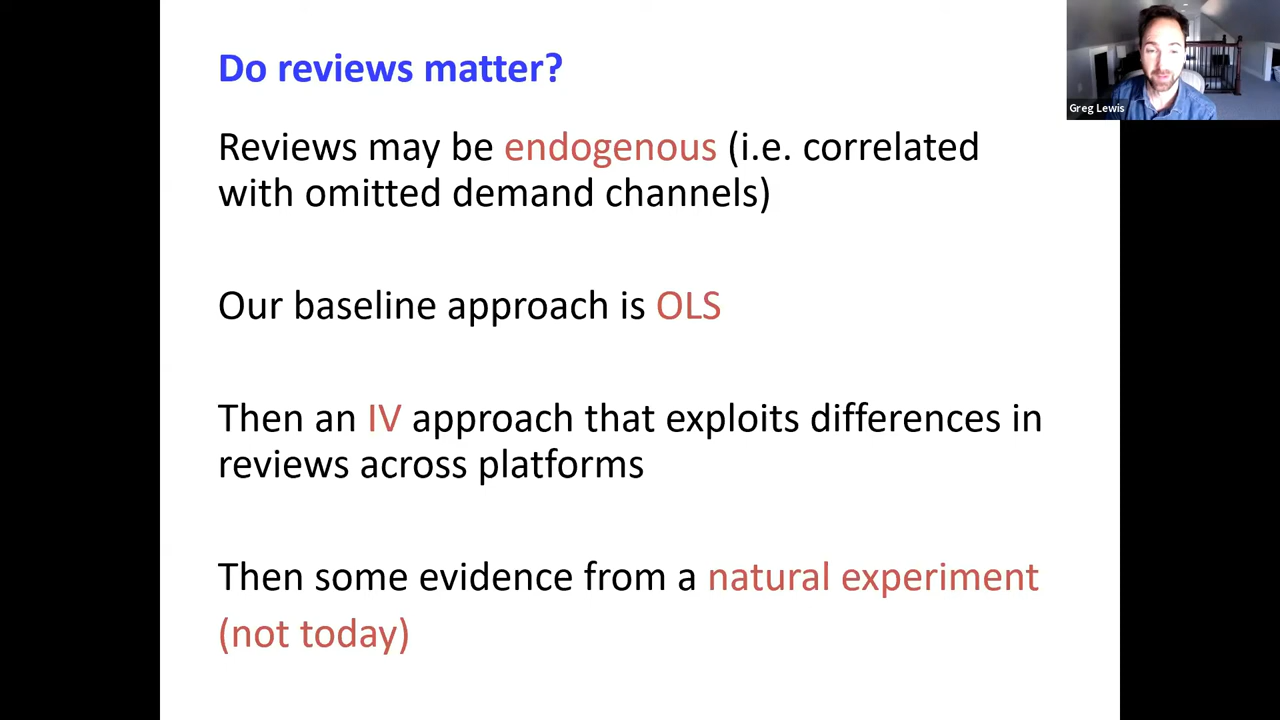 Do reviews matter?
Greg Lewis
Reviews may be endogenous (i.e. correlated
with omitted demand channels)
Our baseline approach is OLS
Then an IV approach that exploits differences in
reviews across platforms
Then some evidence from a natural experiment
(not today)